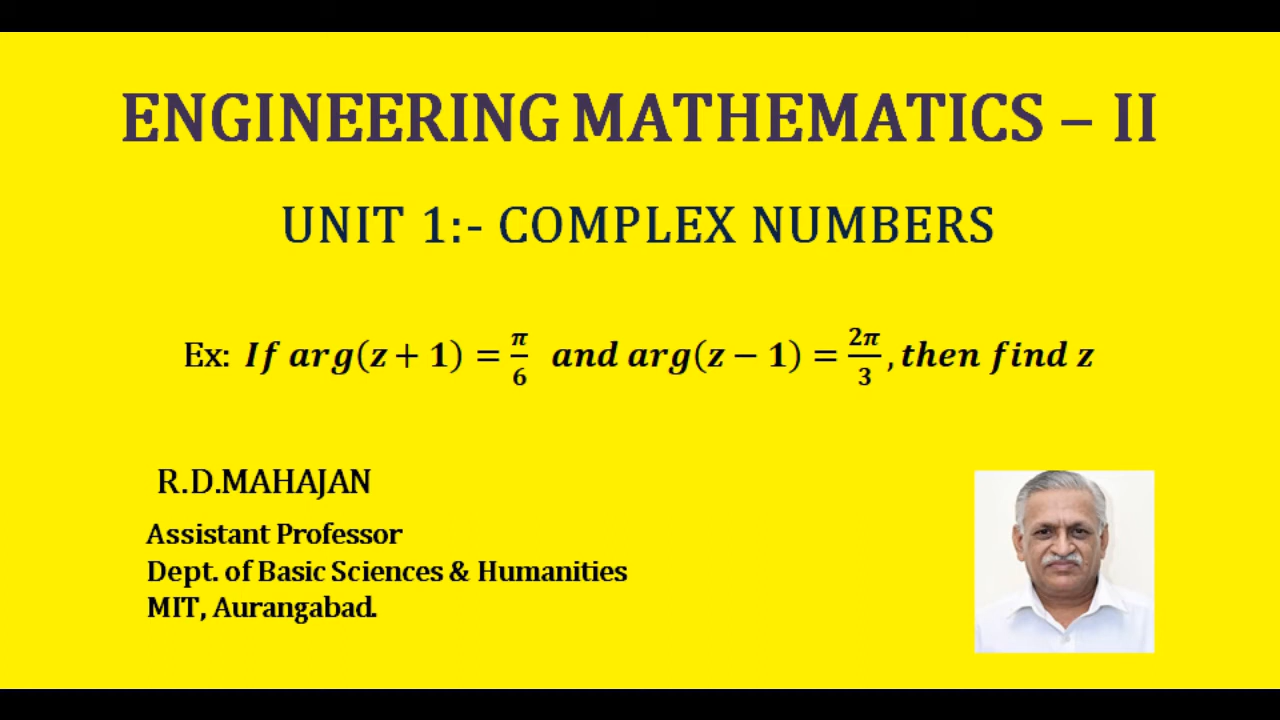 ENGINEERING MATHEMATICS – II
UNIT 1:- COMPLEX NUMBERS
Ex: If arg(z + 1) = π/6 and arg(z − 1) = 2π/3, then find z
R.D.MAHAJAN
Assistant Professor
Dept. of Basic Sciences & Humanities
MIT, Aurangabad.